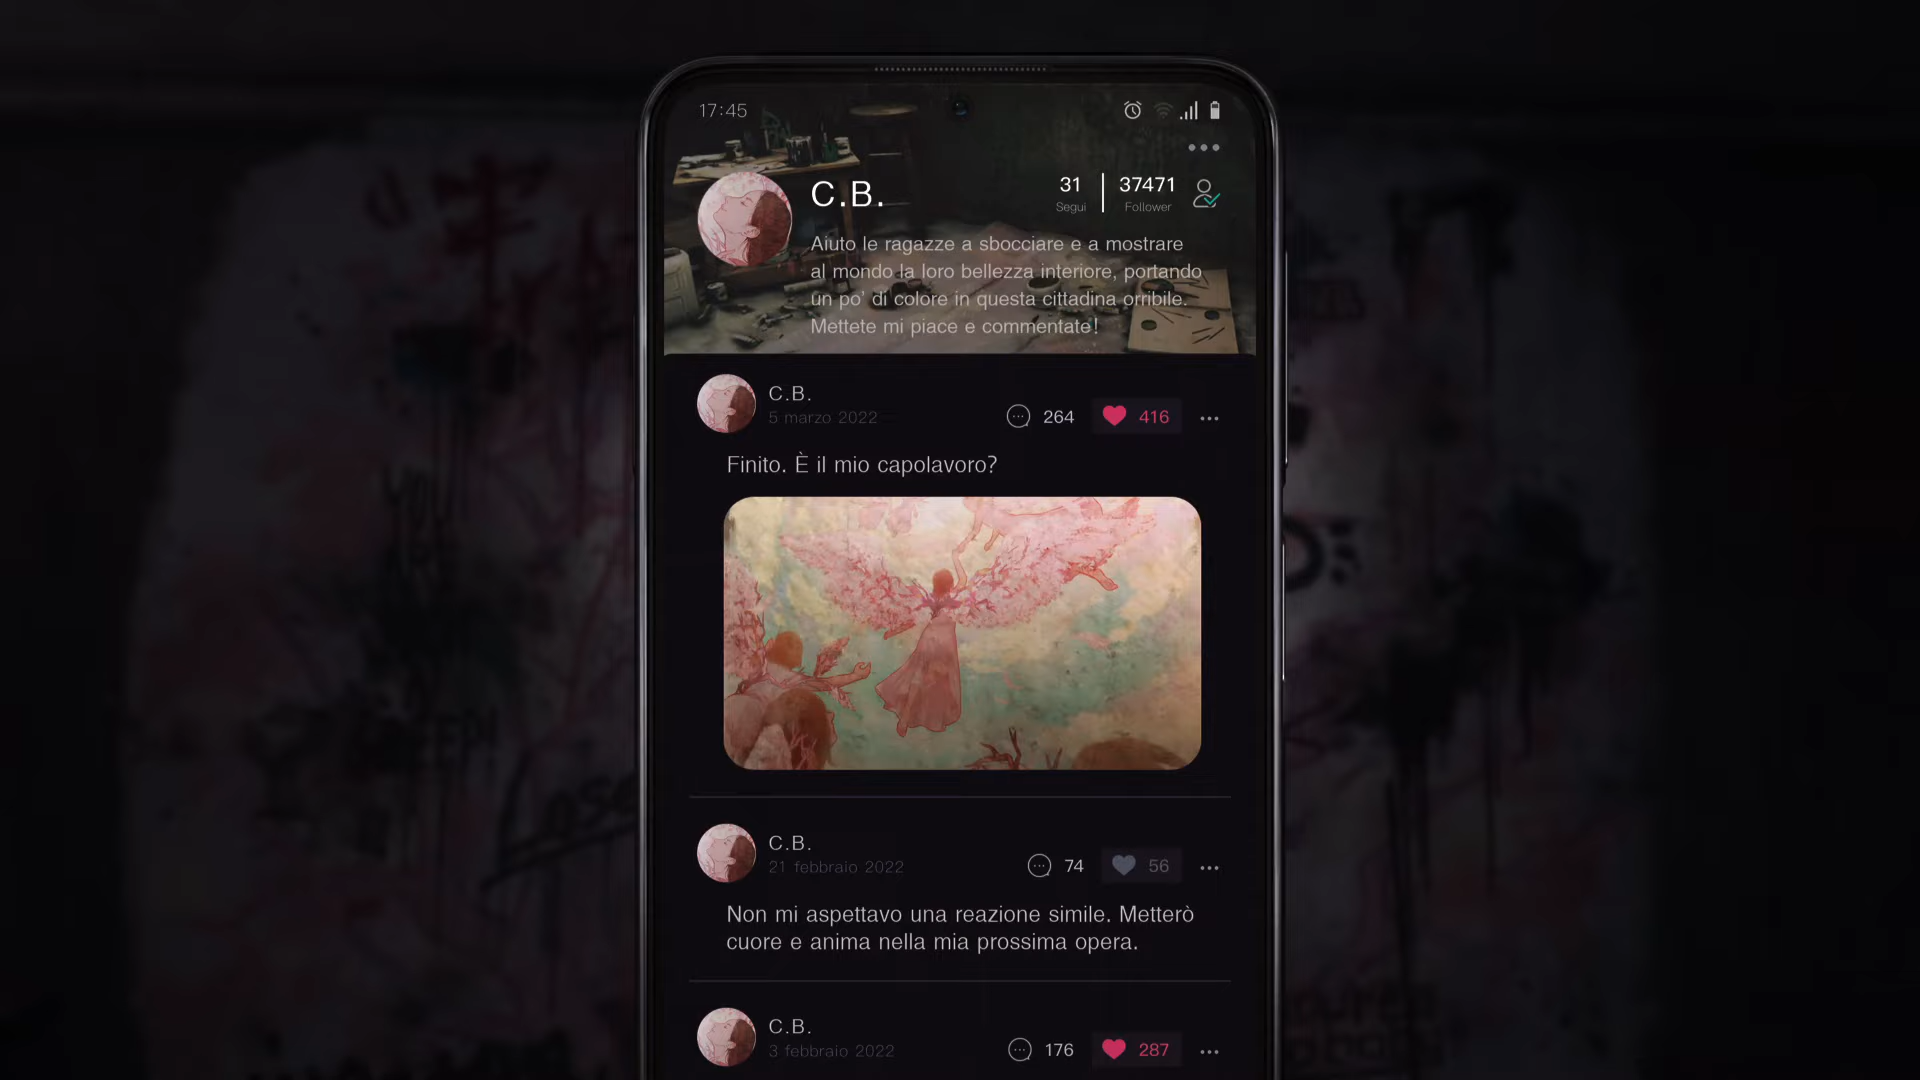 17:45
C.B.
31
Segui
37471
Follower
Aiuto le ragazze a sbocciare e a mostrare
al mondo la loro bellezza interiore, portando
un po' di colore in questa cittadina orribile.
Mettete mi piace e commentate!
C.B.
5 marzo 2022
264
416
Finito. È il mio capolavoro?
C.B.
21 febbraio 2022
74
56
Non mi aspettavo una reazione simile. Metterò
cuore e anima nella mia prossima opera.
C.B.
3 febbraio 2022
176
287